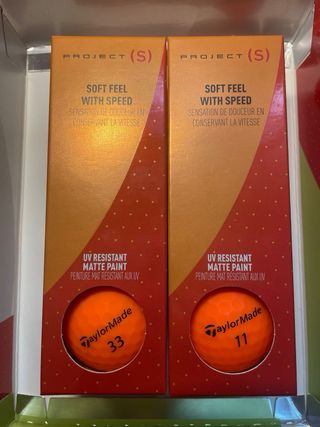 PROJECT (S)
SOFT FEEL
WITH SPEED
SENSATION DE DOUCEUR EN
CONSERVANT LA VITESSE
UV RESISTANT
MATTE PAINT
PEINTURE MAT RÉSISTANT AUX UV
TaylorMade
33
PROJECT (S)
SOFT FEEL
WITH SPEED
SENSATION DE DOUCEUR EN
CONSERVANT LA VITESSE
UV RESISTANT
MATTE PAINT
PEINTURE MAT RÉSISTANT AUX UV
TaylorMade
11